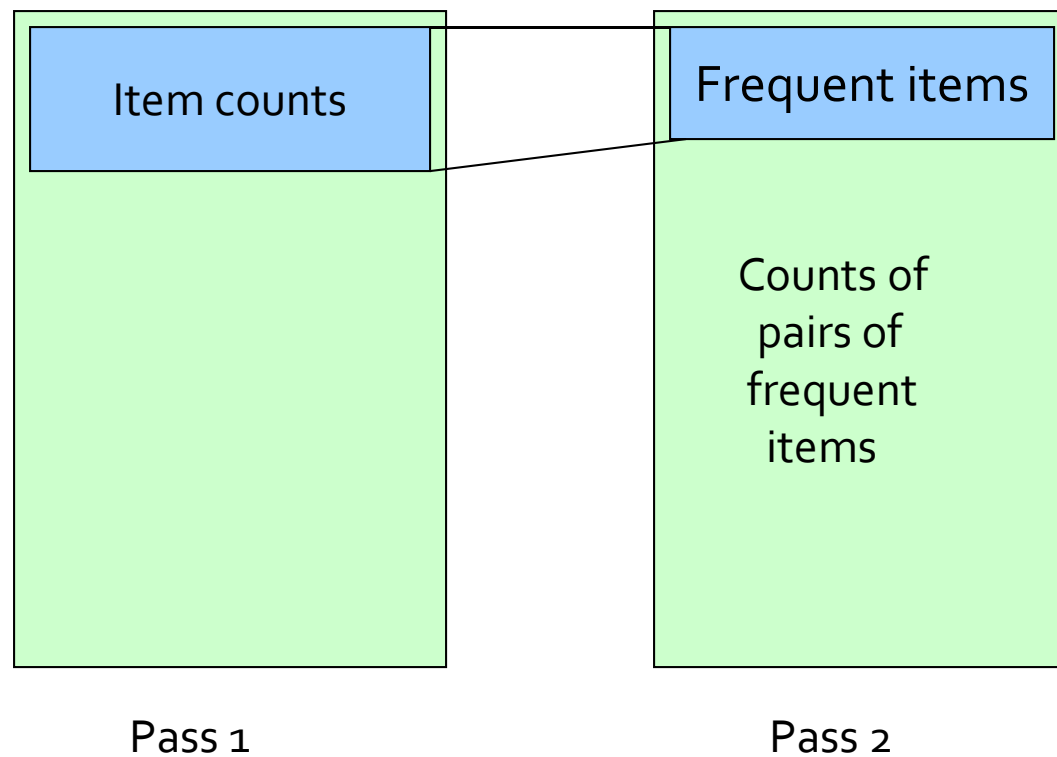 Item counts
Frequent items
Counts of
pairs of
frequent
items
Pass 1
Pass 2